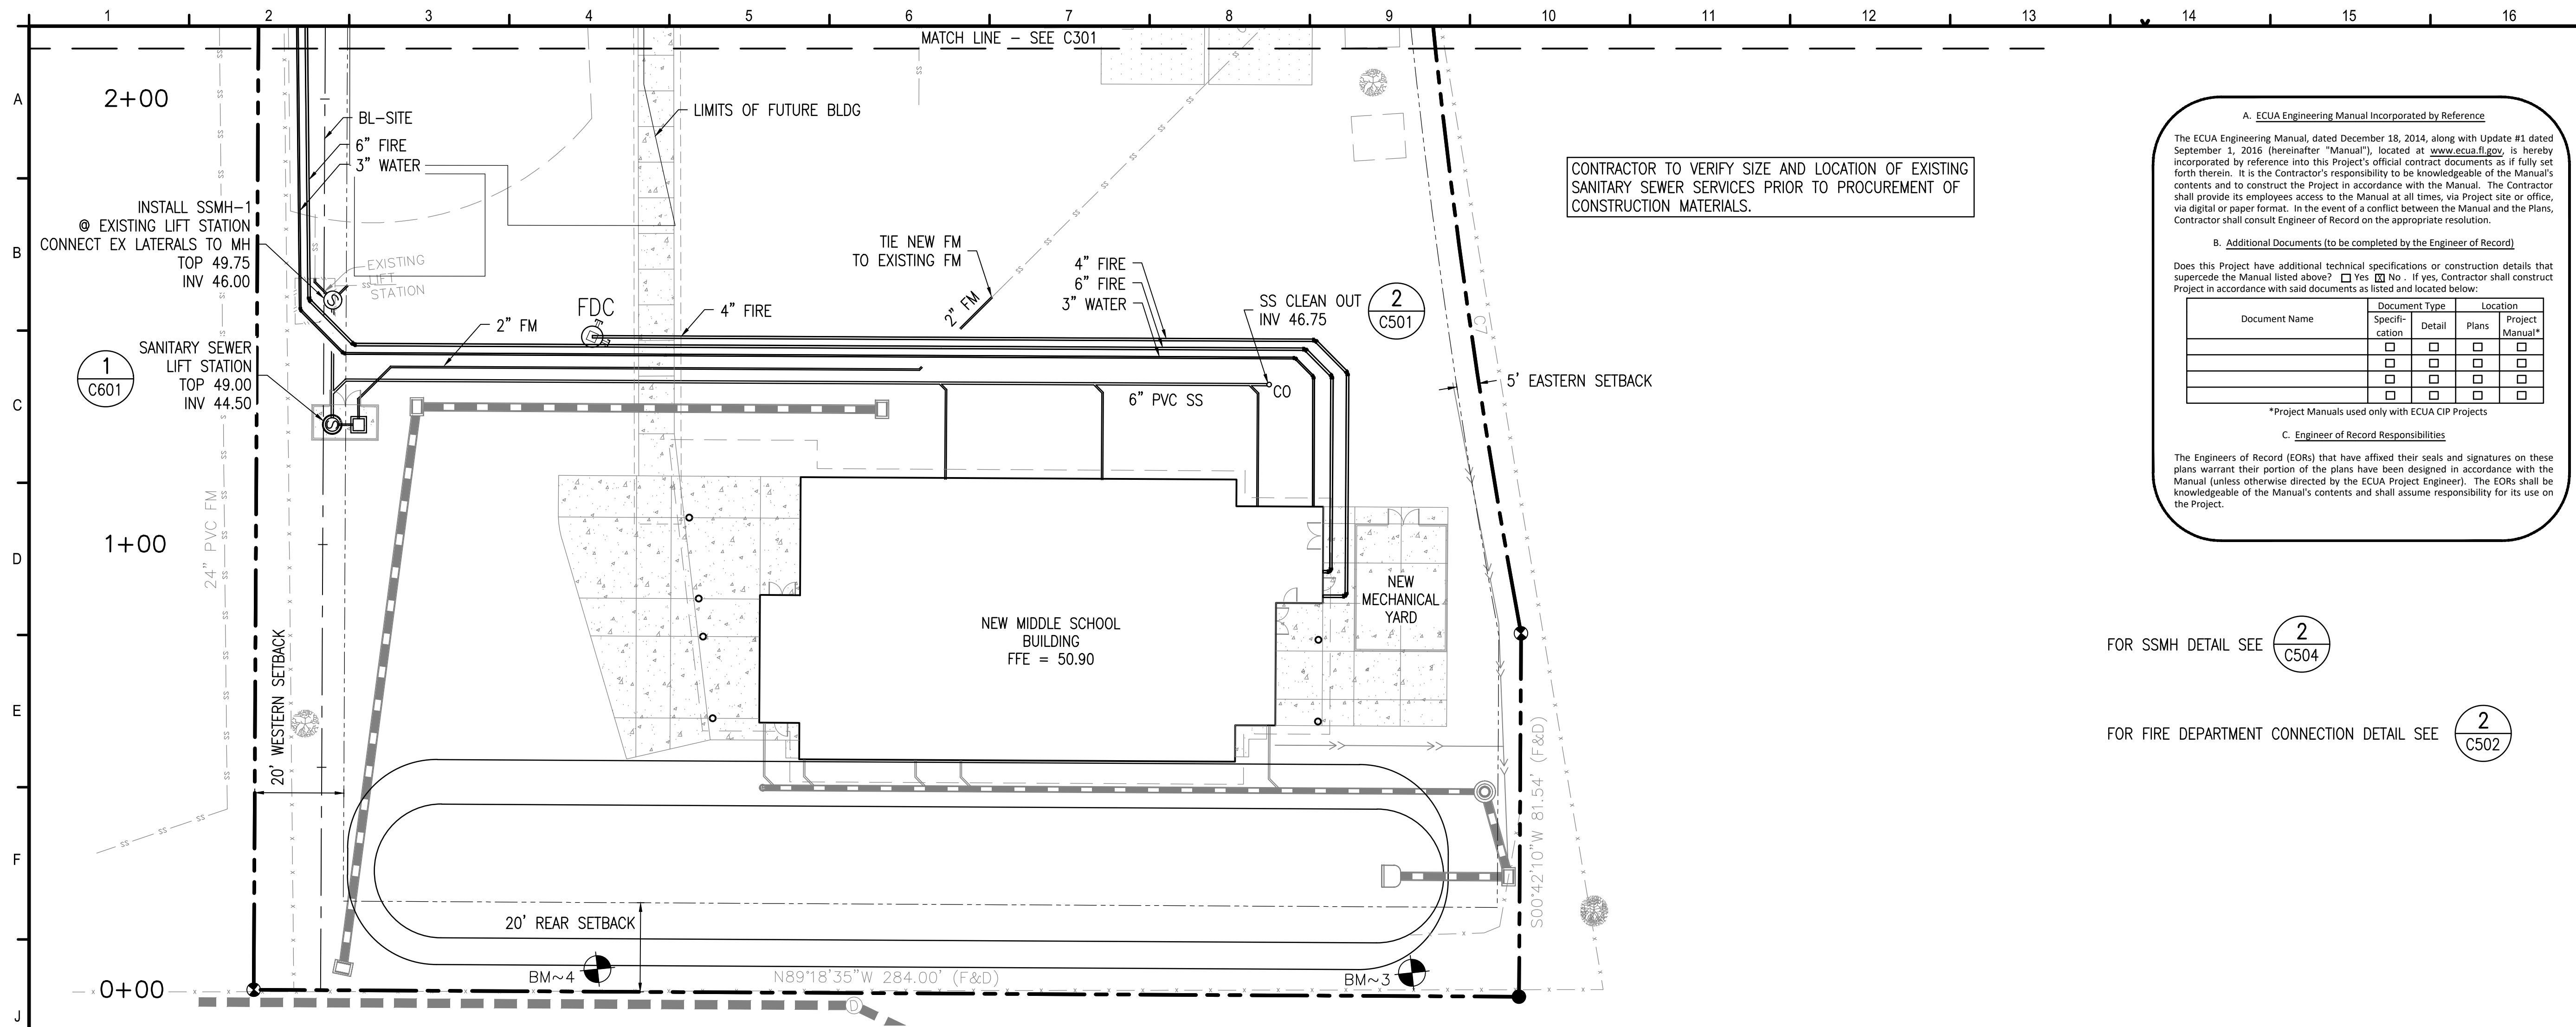 1 2 3 4 5 6 7 8 9 10 11 12 13 14 15 16
A
B
C
D
E
F
J
MATCH LINE – SEE C301
2+00
1+00
0+00
BL-SITE
6" FIRE
3" WATER
LIMITS OF FUTURE BLDG
INSTALL SSMH-1
@ EXISTING LIFT STATION
CONNECT EX LATERALS TO MH
TOP 49.75
INV 46.00
EXISTING
LIFT
STATION
S
SANITARY SEWER
LIFT STATION
TOP 49.00
INV 44.50
1
C601
S
2" FM
FDC
4" FIRE
TIE NEW FM
TO EXISTING FM
2" FM
4" FIRE
6" FIRE
3" WATER
SS CLEAN OUT
INV 46.75
2
C501
CO
6" PVC SS
C7
5' EASTERN SETBACK
CONTRACTOR TO VERIFY SIZE AND LOCATION OF EXISTING
SANITARY SEWER SERVICES PRIOR TO PROCUREMENT OF
CONSTRUCTION MATERIALS.
24" PVC FM
20' WESTERN SETBACK
NEW MIDDLE SCHOOL
BUILDING
FFE = 50.90
NEW
MECHANICAL
YARD
S00°42'10"W 81.54' (F&D)
20' REAR SETBACK
BM~4
N89°18'35"W 284.00' (F&D)
BM~3
D
A. ECUA Engineering Manual Incorporated by Reference
The ECUA Engineering Manual, dated December 18, 2014, along with Update #1 dated
September 1, 2016 (hereinafter "Manual"), located at www.ecua.fl.gov, is hereby
incorporated by reference into this Project's official contract documents as if fully set
forth therein. It is the Contractor's responsibility to be knowledgeable of the Manual's
contents and to construct the Project in accordance with the Manual. The Contractor
shall provide its employees access to the Manual at all times, via Project site or office,
via digital or paper format. In the event of a conflict between the Manual and the Plans,
Contractor shall consult Engineer of Record on the appropriate resolution.
B. Additional Documents (to be completed by the Engineer of Record)
Does this Project have additional technical specifications or construction details that
supercede the Manual listed above? ☐ Yes ☒ No . If yes, Contractor shall construct
Project in accordance with said documents as listed and located below:
Document Name
Document Type
Location
Specifi-
cation
Detail
Plans
Project
Manual*
☐ ☐ ☐ ☐
☐ ☐ ☐ ☐
☐ ☐ ☐ ☐
☐ ☐ ☐ ☐
*Project Manuals used only with ECUA CIP Projects
C. Engineer of Record Responsibilities
The Engineers of Record (EORs) that have affixed their seals and signatures on these
plans warrant their portion of the plans have been designed in accordance with the
Manual (unless otherwise directed by the ECUA Project Engineer). The EORs shall be
knowledgeable of the Manual's contents and shall assume responsibility for its use on
the Project.
FOR SSMH DETAIL SEE
2
C504
FOR FIRE DEPARTMENT CONNECTION DETAIL SEE
2
C502